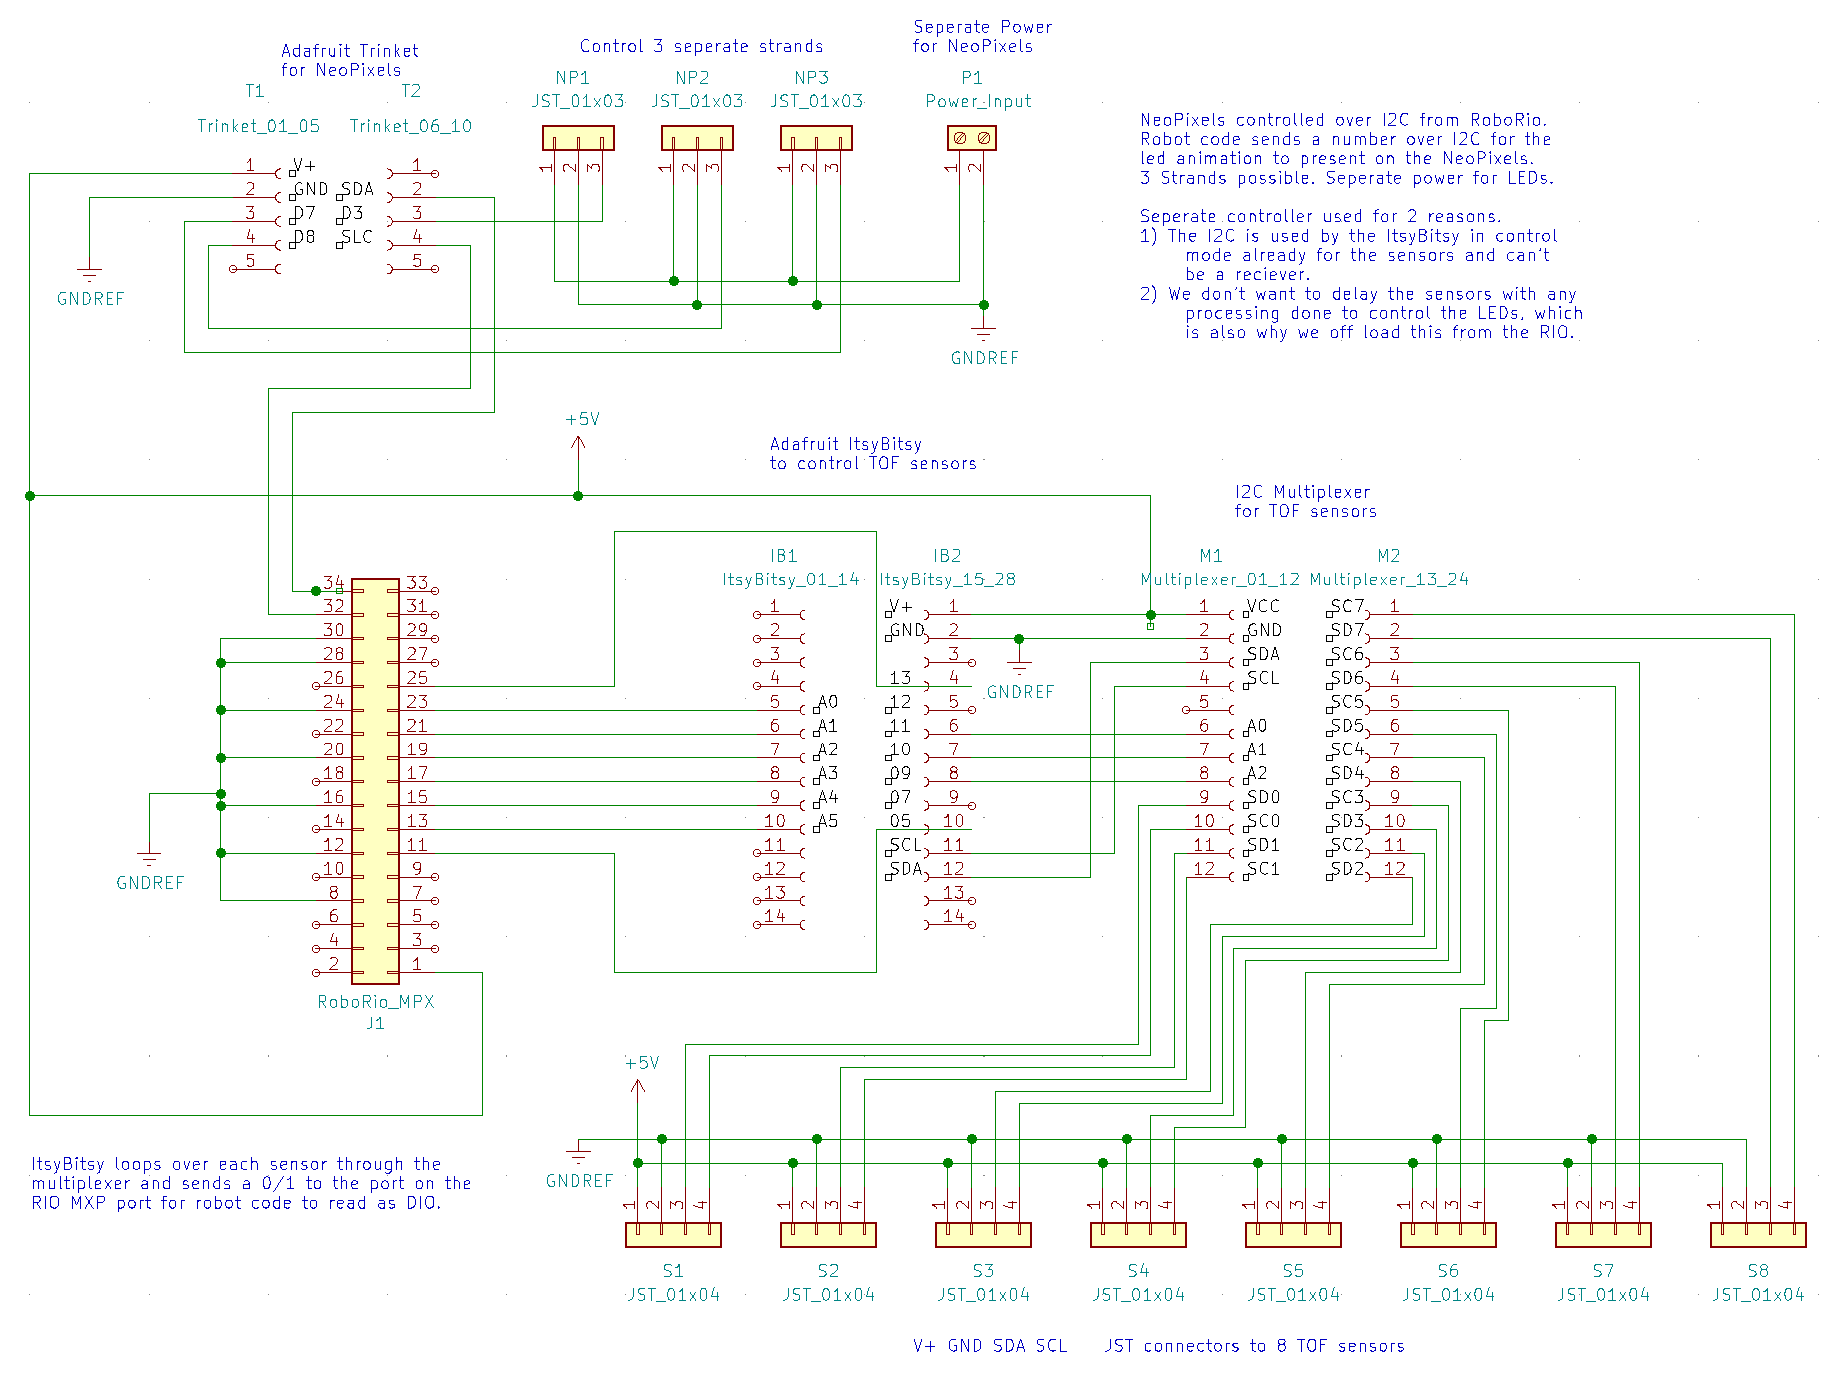 Adafruit Trinket
for NeoPixels
Control 3 seperate strands
Seperate Power
for NeoPixels
T1
T2
Trinket_01_05
Trinket_06_10
NP1
JST_01x03
NP2
JST_01x03
NP3
JST_01x03
P1
Power_Input
1 V+
2 GND
3 D7
4 D8
5
1
SDA 2
D3 3
SLC 4
5
1 2 3
1 2 3
1 2 3
1 2
GNDREF
GNDREF
NeoPixels controlled over I2C from RoboRio.
Robot code sends a number over I2C for the
led animation to present on the NeoPixels.
3 Strands possible. Seperate power for LEDs.
Seperate controller used for 2 reasons.
1) The I2C is used by the ItsyBitsy in control
mode already for the sensors and can't
be a reciever.
2) We don't want to delay the sensors with any
processing done to control the LEDs, which
is also why we off load this from the RIO.
+5V
Adafruit ItsyBitsy
to control TOF sensors
I2C Multiplexer
for TOF sensors
34 33
32 31
30 29
28 27
26 25
24 23
22 21
20 19
18 17
16 15
14 13
12 11
10 9
8 7
6 5
4 3
2 1
RoboRio_MPX
J1
GNDREF
IB1
ItsyBitsy_01_14
1
2
3
4
5 A0
6 A1
7 A2
8 A3
9 A4
10 A5
11
12
13
14
IB2
ItsyBitsy_15_28
V+ 1
GND 2
3
13 4
12 5
11 6
10 7
09 8
07 9
05 10
SCL 11
SDA 12
13
14
GNDREF
M1
Multiplexer_01_12
1 VCC
2 GND
3 SDA
4 SCL
5
6 A0
7 A1
8 A2
9 SD0
10 SC0
11 SD1
12 SC1
M2
Multiplexer_13_24
SC7 1
SD7 2
SC6 3
SD6 4
SC5 5
SD5 6
SC4 7
SD4 8
SC3 9
SD3 10
SC2 11
SD2 12
+5V
GNDREF
ItsyBitsy loops over each sensor through the
multiplexer and sends a 0/1 to the port on the
RIO MXP port for robot code to read as DIO.
1 2 3 4
1 2 3 4
1 2 3 4
1 2 3 4
1 2 3 4
1 2 3 4
1 2 3 4
1 2 3 4
S1
JST_01x04
S2
JST_01x04
S3
JST_01x04
S4
JST_01x04
S5
JST_01x04
S6
JST_01x04
S7
JST_01x04
S8
JST_01x04
V+ GND SDA SCL
JST connectors to 8 TOF sensors